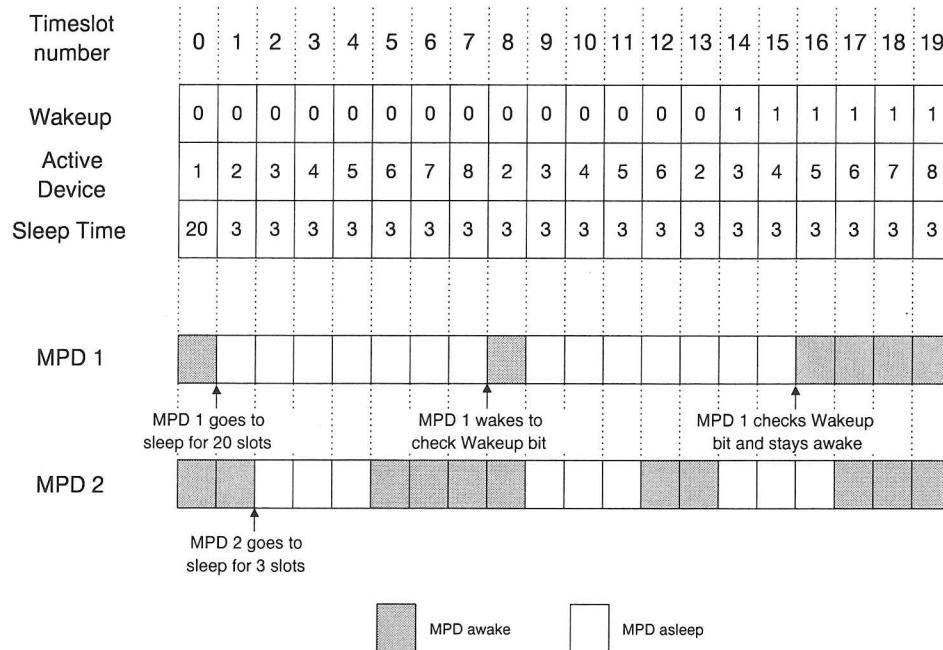 Timeslot
number
0 1 2 3 4 5 6 7 8 9 10 11 12 13 14 15 16 17 18 19
Wakeup
0 0 0 0 0 0 0 0 0 0 0 0 0 0 1 1 1 1 1 1
Active
Device
1 2 3 4 5 6 7 8 2 3 4 5 6 2 3 4 5 6 7 8
Sleep Time
20 3 3 3 3 3 3 3 3 3 3 3 3 3 3 3 3 3 3 3
MPD 1
MPD 1 goes to
sleep for 20 slots
MPD 1 wakes to
check Wakeup bit
MPD 1 checks Wakeup
bit and stays awake
MPD 2
MPD 2 goes to
sleep for 3 slots
MPD awake
MPD asleep